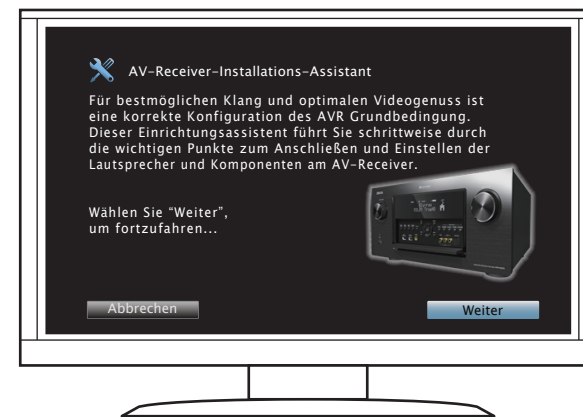 AV-Receiver-Installations-Assistant
Für bestmöglichen Klang und optimalen Videogenuss ist
eine korrekte Konfiguration des AVR Grundbedingung.
Dieser Einrichtungsassistent führt Sie schrittweise durch
die wichtigen Punkte zum Anschließen und Einstellen der
Lautsprecher und Komponenten am AV-Receiver.
Wählen Sie “Weiter”,
um fortzufahren...
Abbrechen
Weiter